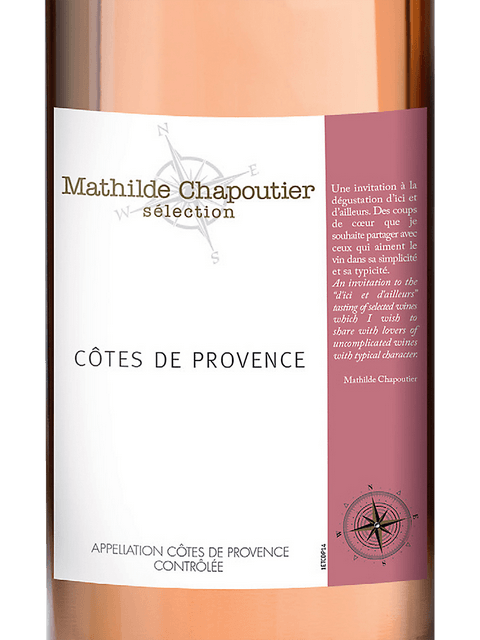 N
E
W
S
Mathilde Chapoutier
sélection
CÔTES DE PROVENCE
APPELLATION CÔTES DE PROVENCE
CONTRÔLÉE
1ETCDP14
Une invitation à la
dégustation d'ici et
d'ailleurs. Des coups
de cœur que je
souhaite partager avec
ceux qui aiment le
vin dans sa simplicité
et sa typicité.
An invitation to the
"d'ici et d'ailleurs"
tasting of selected wines
which I wish to
share with lovers of
uncomplicated wines
with typical character.
Mathilde Chapoutier
S
E
W
S